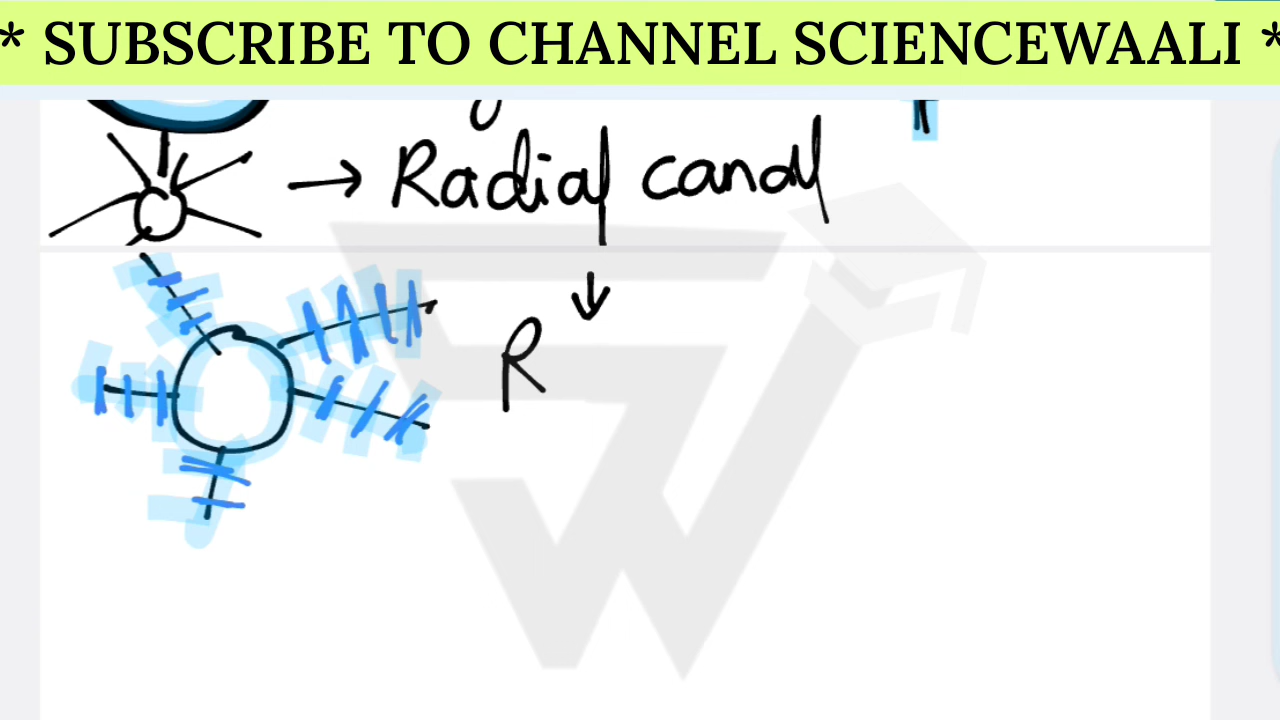 * SUBSCRIBE TO CHANNEL SCIENCEWAALI *
→ Radial canal
↓
R